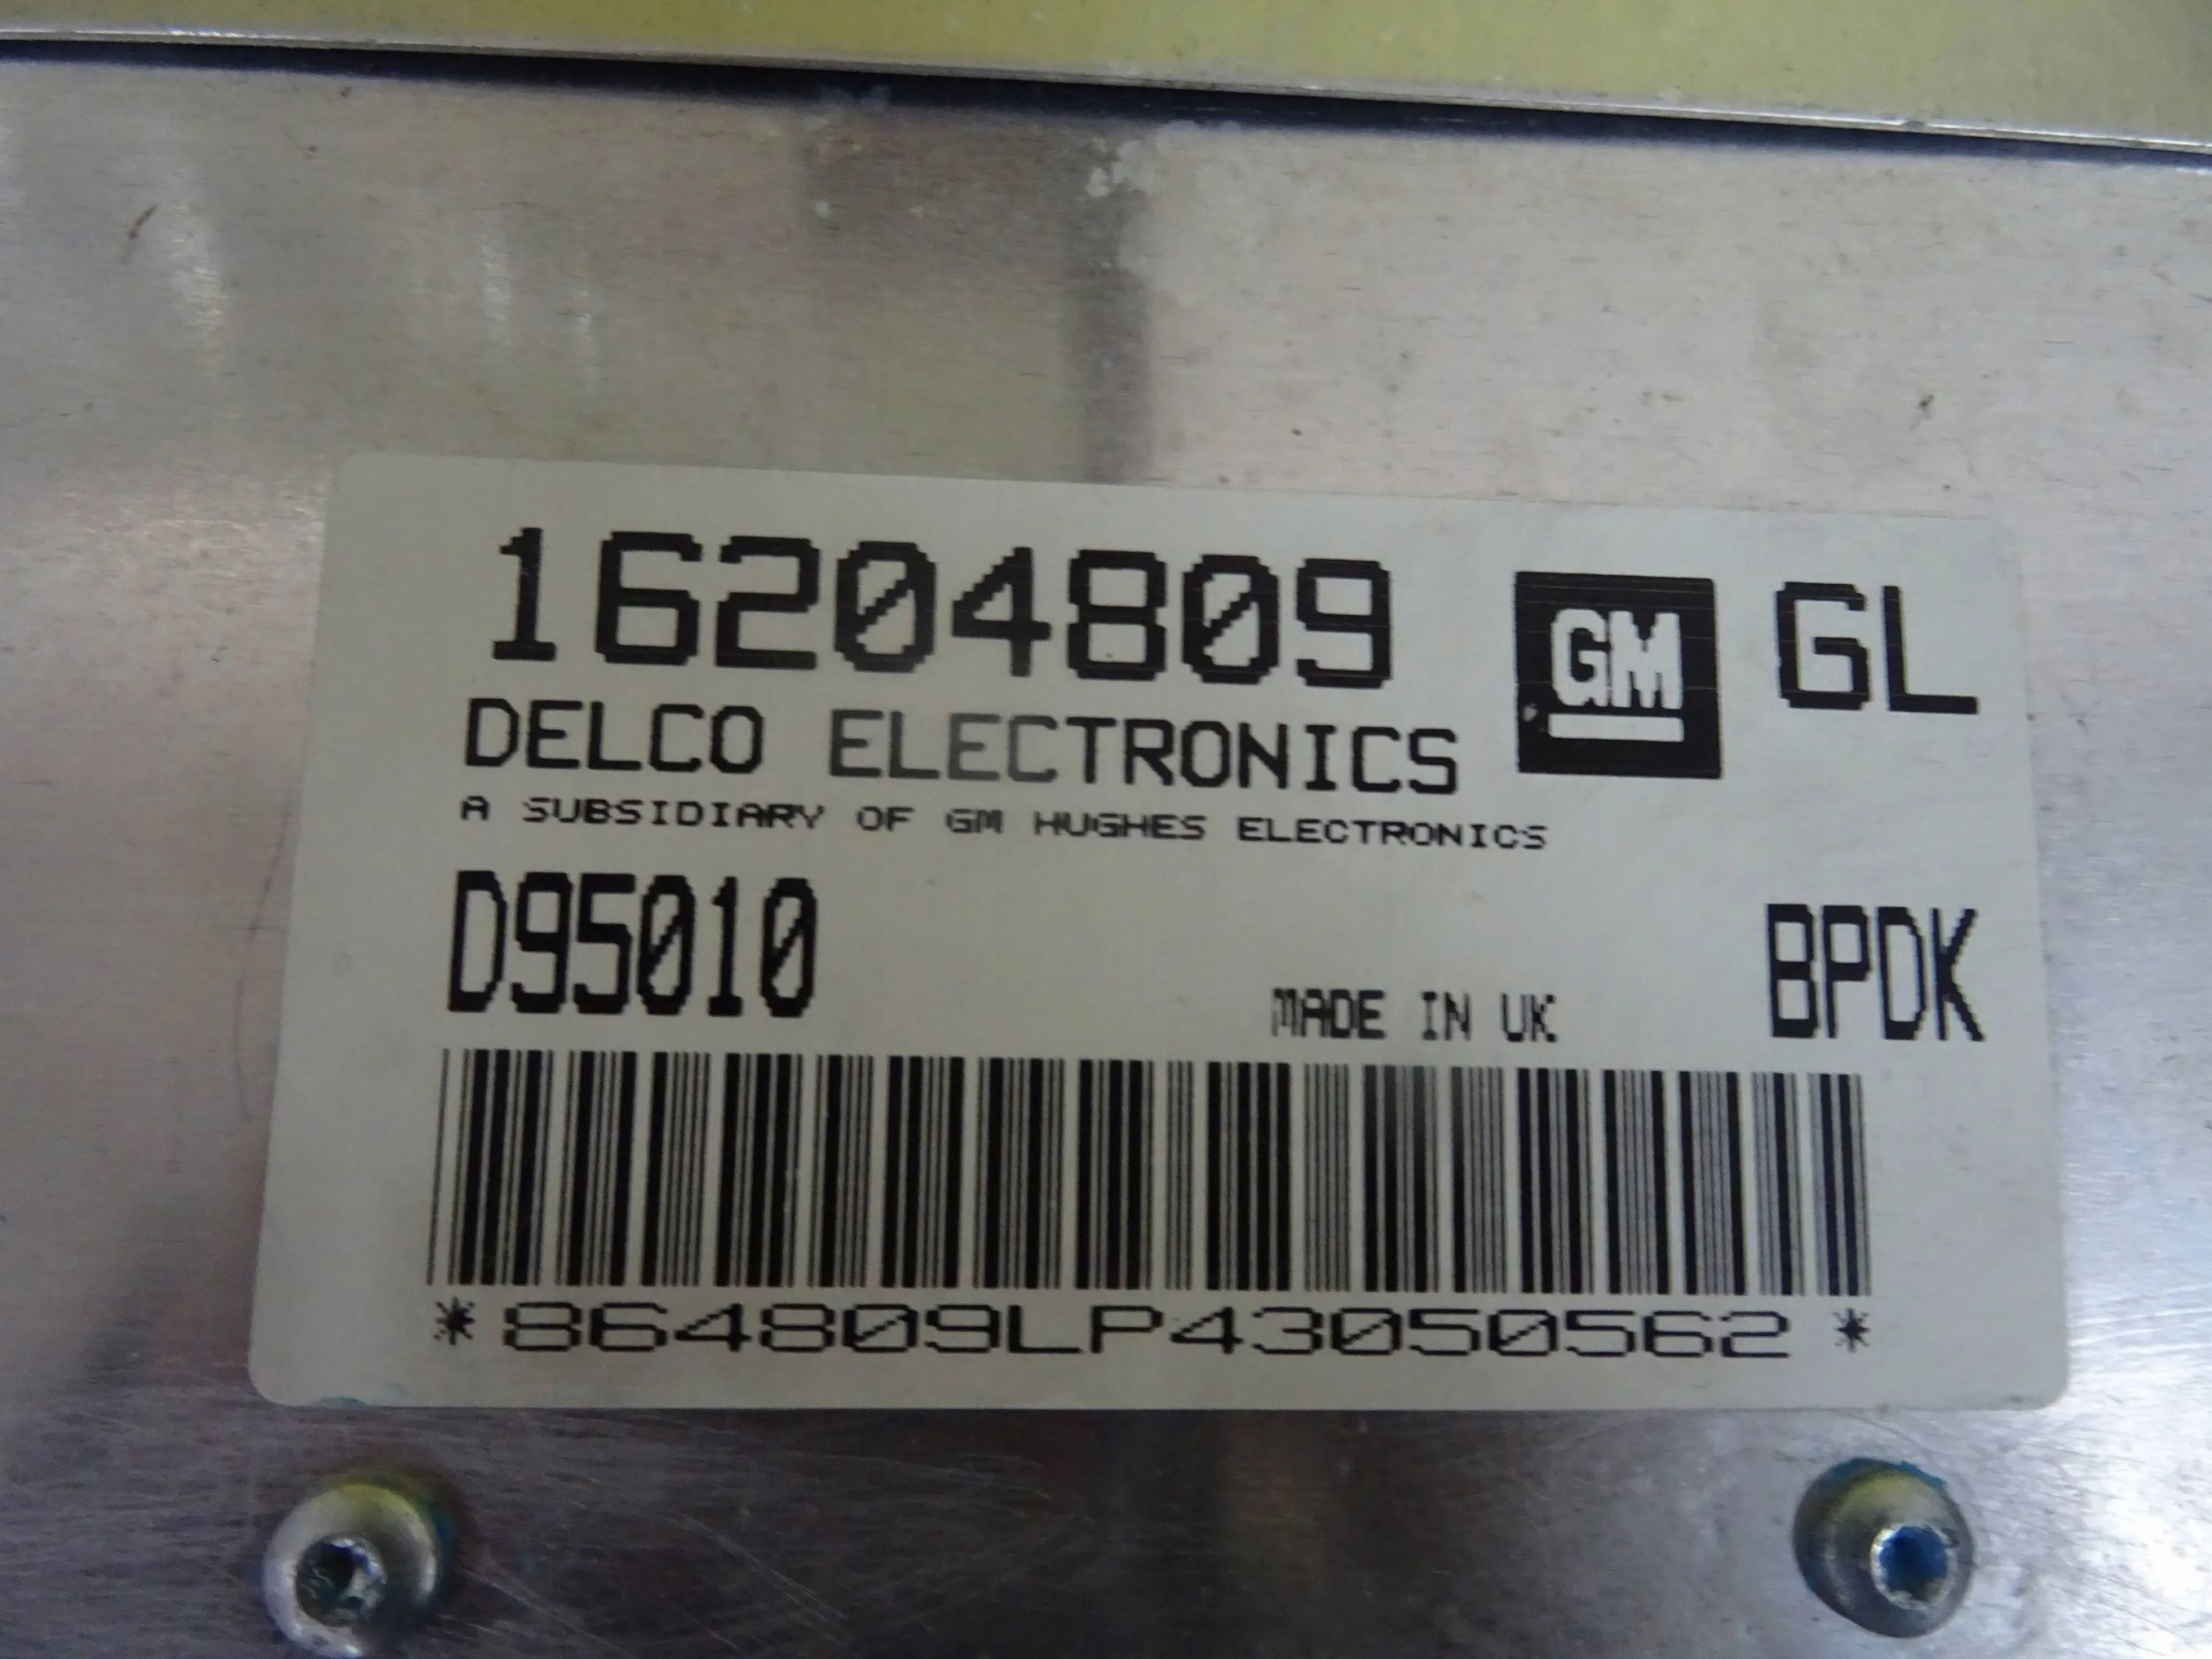 16204809 GM GL
DELCO ELECTRONICS
A SUBSIDIARY OF GM HUGHES ELECTRONICS
D95010
MADE IN UK
BPDK
*864809LP43050562*